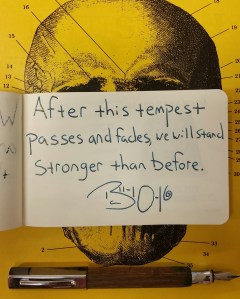 After this tempest
passes and fades, we will stand
stronger than before.